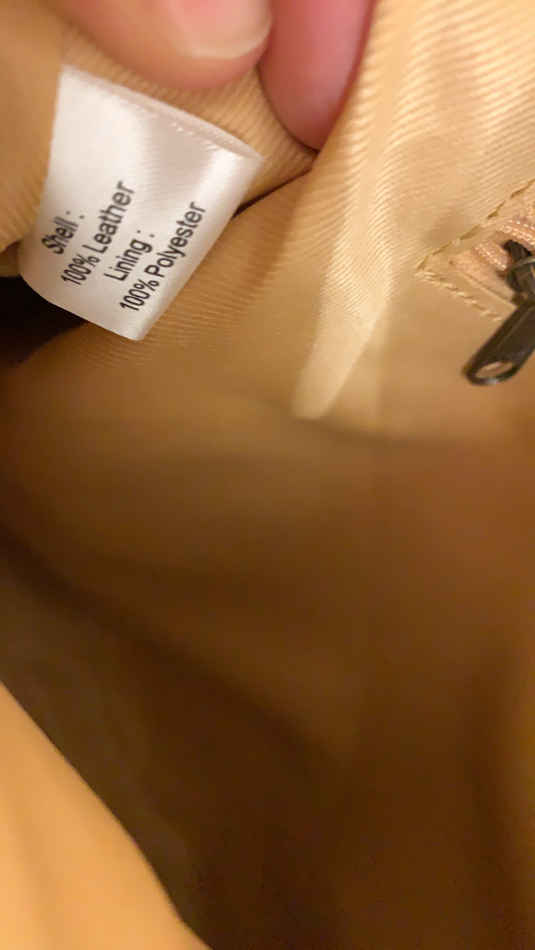 Shell :
100% Leather
Lining :
100% Polyester